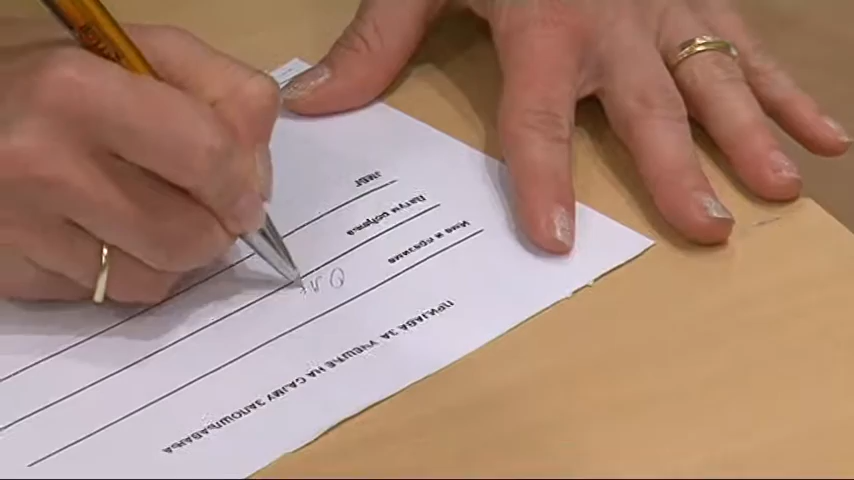 ПРИЈАВА ЗА УЧЕШЋЕ НА САЈМУ ЗАПОШЉАВАЊА
Име и презиме
Датум рођења
ЈМБГ